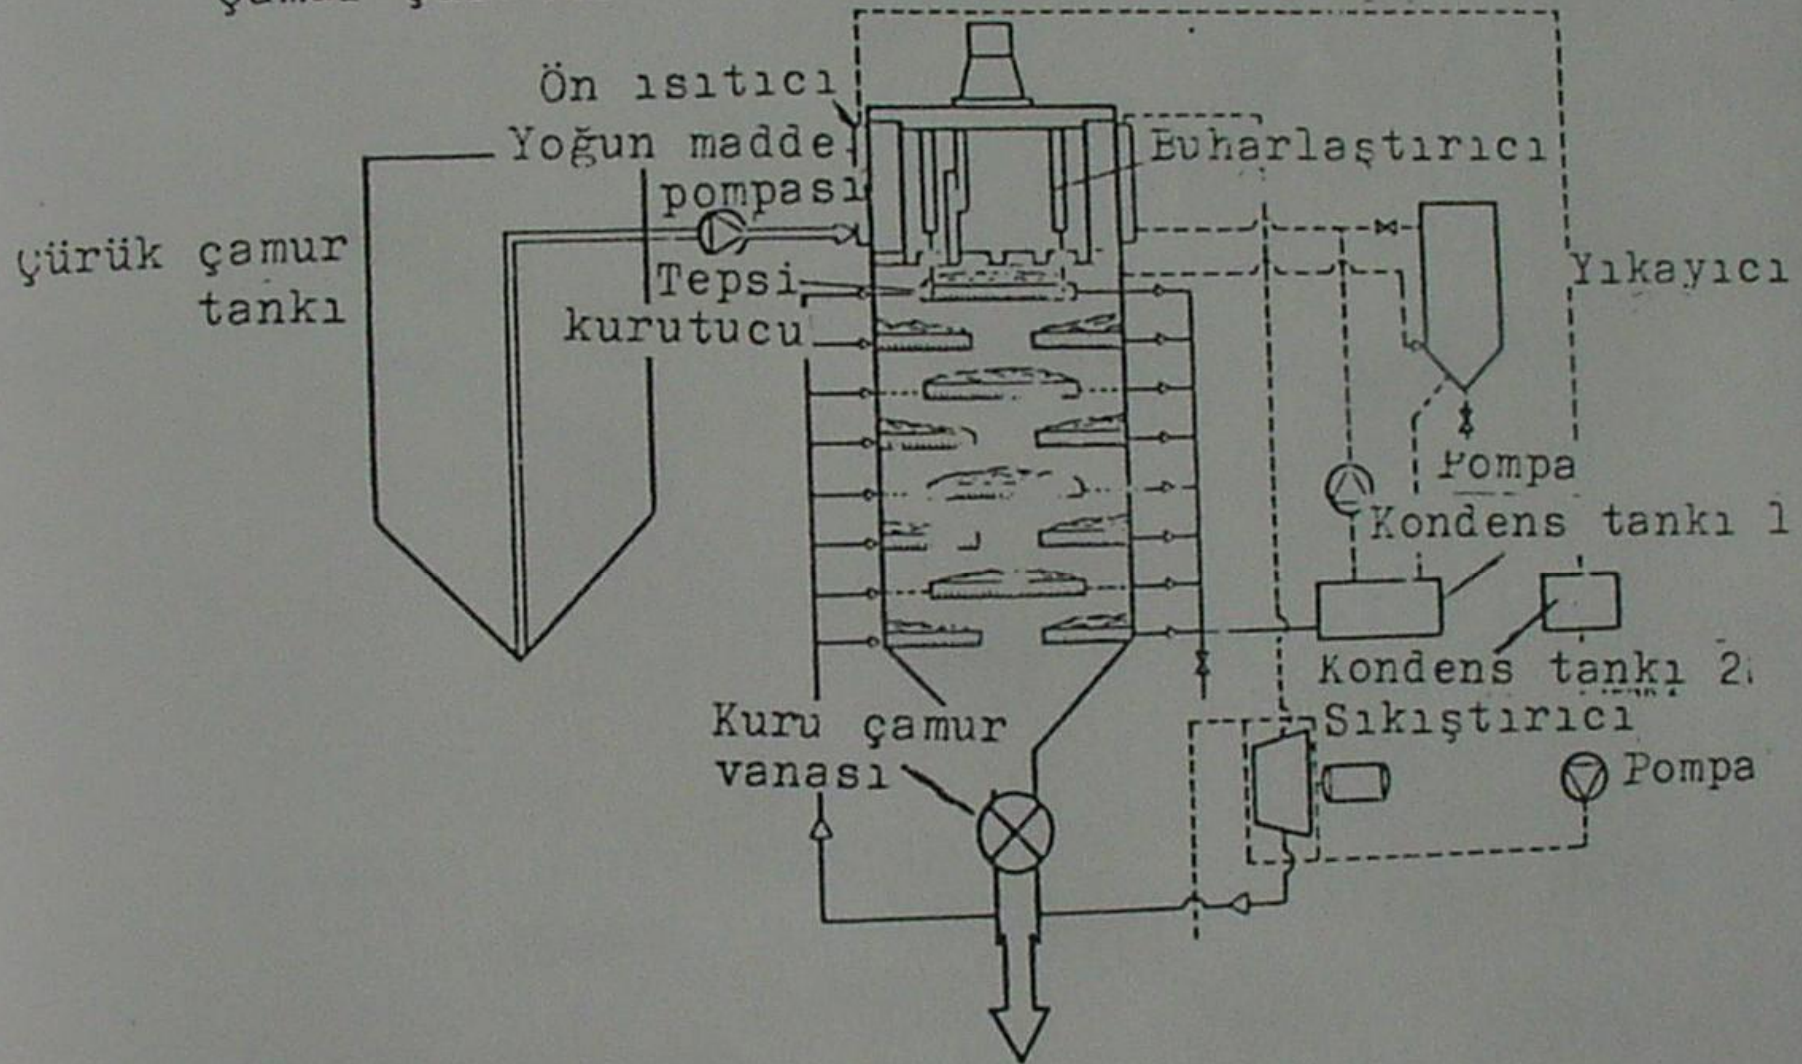 Ön ısıtıcı
Yoğun madde
pompası
Buharlaştırıcı
çürük çamur
tankı
Tepsi
kurutucu
Yıkayıcı
Pompa
Kondens tankı 1
Kondens tankı 2
Sıkıştırıcı
Kuru çamur
vanası
Pompa